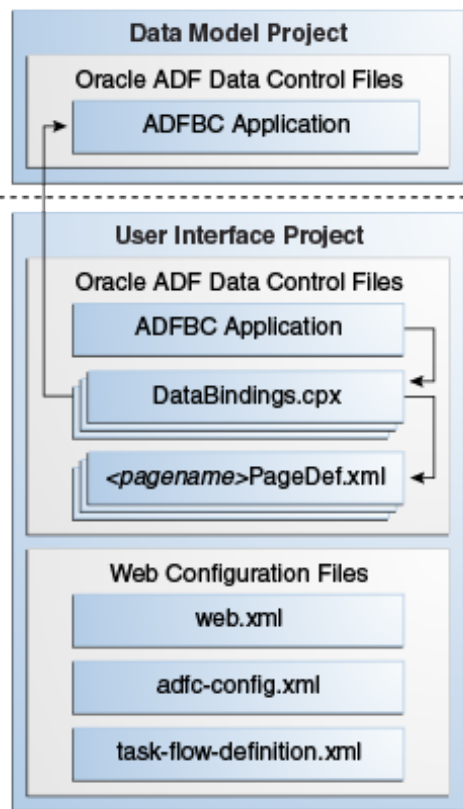 Data Model Project
Oracle ADF Data Control Files
ADFBC Application
User Interface Project
Oracle ADF Data Control Files
ADFBC Application
DataBindings.cpx
<pagename>PageDef.xml
Web Configuration Files
web.xml
adfc-config.xml
task-flow-definition.xml